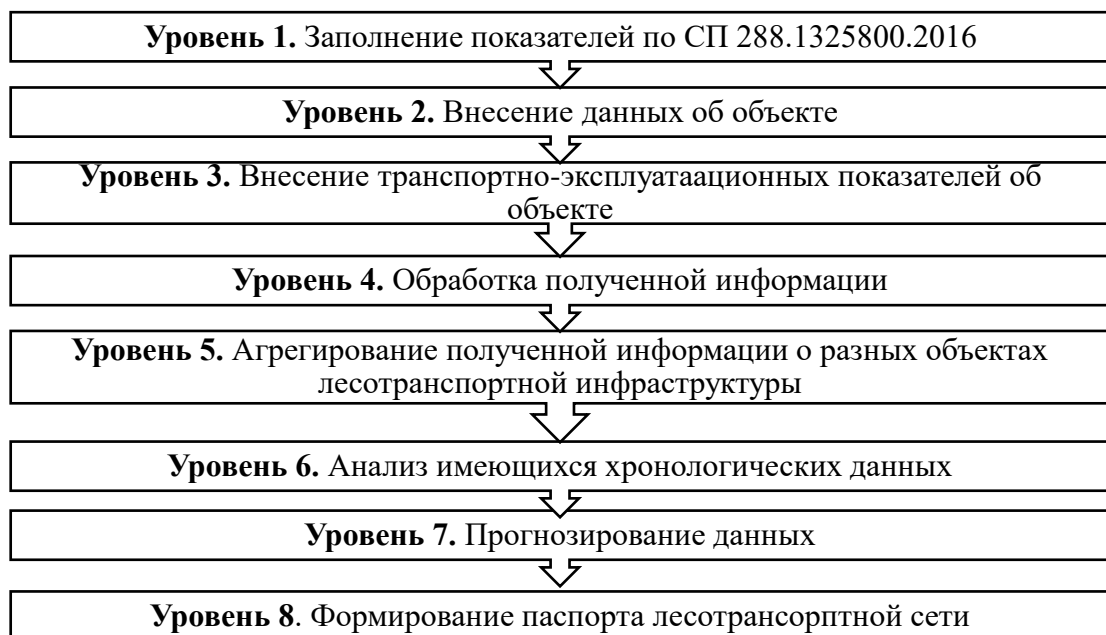 Уровень 1. Заполнение показателей по СП 288.1325800.2016
Уровень 2. Внесение данных об объекте
Уровень 3. Внесение транспортно-эксплуатаационных показателей об
объекте
Уровень 4. Обработка полученной информации
Уровень 5. Агрегирование полученной информации о разных объектах
лесотранспортной инфраструктуры
Уровень 6. Анализ имеющихся хронологических данных
Уровень 7. Прогнозирование данных
Уровень 8. Формирование паспорта лесотрансорптной сети